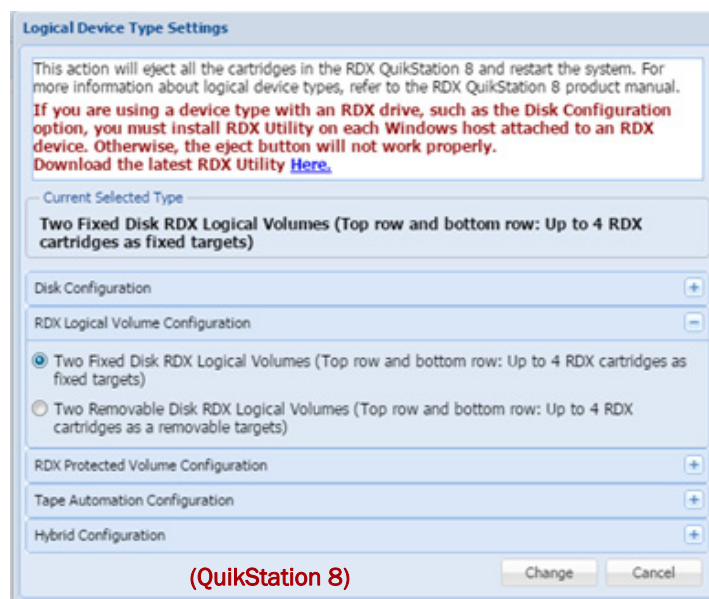 Logical Device Type Settings
This action will eject all the cartridges in the RDX QuikStation 8 and restart the system. For
more information about logical device types, refer to the RDX QuikStation 8 product manual.
If you are using a device type with an RDX drive, such as the Disk Configuration
option, you must install RDX Utility on each Windows host attached to an RDX
device. Otherwise, the eject button will not work properly.
Download the latest RDX Utility Here.
Current Selected Type
Two Fixed Disk RDX Logical Volumes (Top row and bottom row: Up to 4 RDX
cartridges as fixed targets)
Disk Configuration
RDX Logical Volume Configuration
Two Fixed Disk RDX Logical Volumes (Top row and bottom row: Up to 4 RDX cartridges as
fixed targets)
Two Removable Disk RDX Logical Volumes (Top row and bottom row: Up to 4 RDX
cartridges as a removable targets)
RDX Protected Volume Configuration
Tape Automation Configuration
Hybrid Configuration
(QuikStation 8)
Change
Cancel